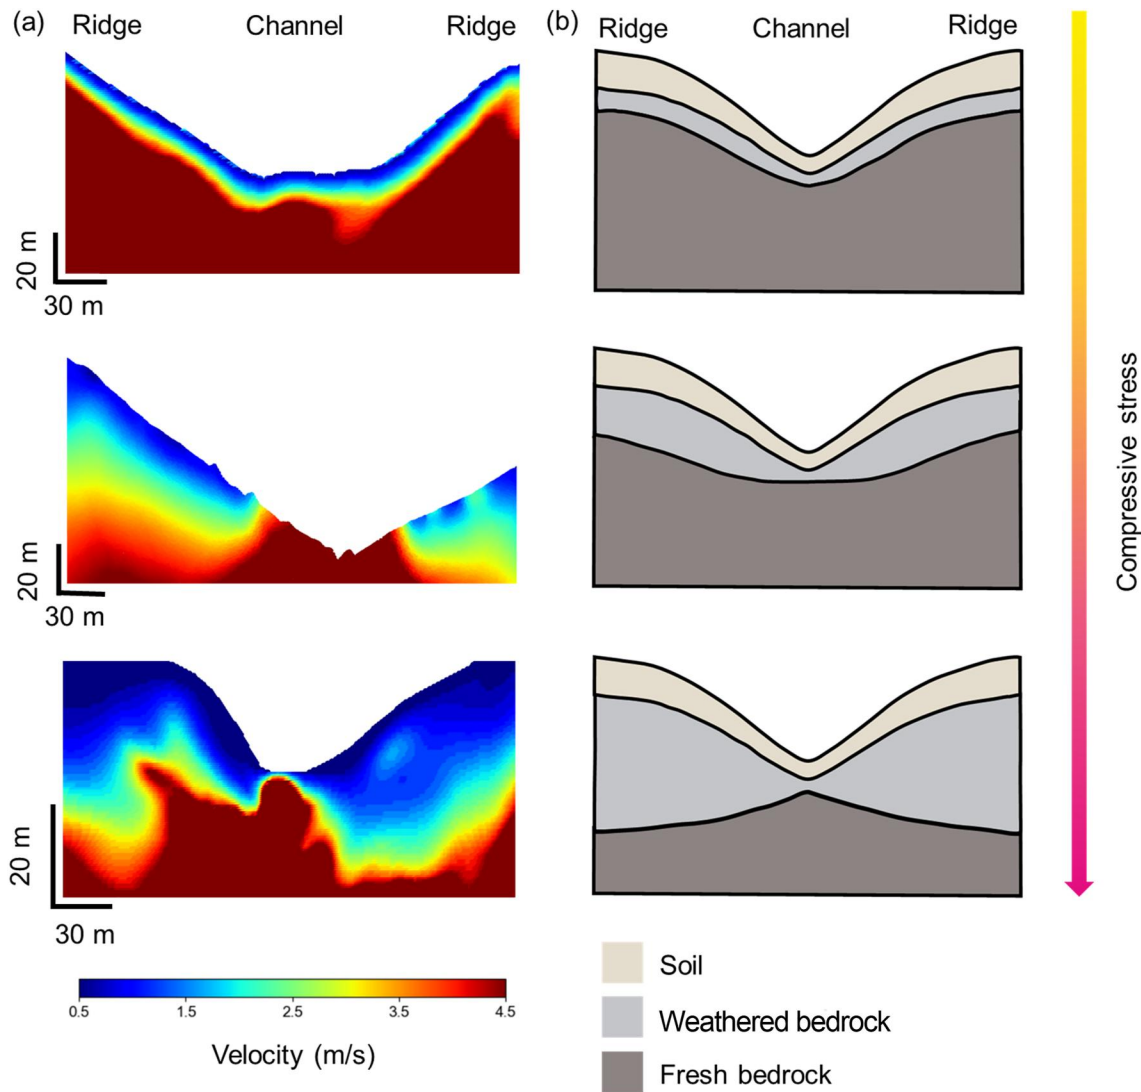 (a)
Ridge Channel Ridge
20 m
30 m
20 m
30 m
20 m
30 m
0.5 1.5 2.5 3.5 4.5
Velocity (m/s)
(b)
Ridge Channel Ridge
Compressive stress
Soil
Weathered bedrock
Fresh bedrock